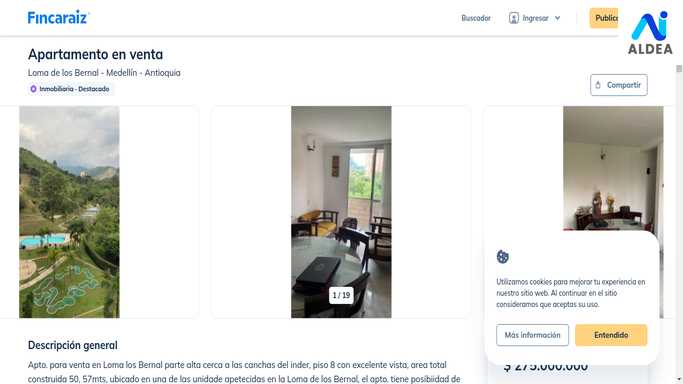 Fincaraiz
Buscador
Ingresar
Public
ALDEA
Apartamento en venta
Loma de los Bernal - Medellín - Antioquia
Inmobiliaria - Destacado
Compartir
1 / 19
Utilizamos cookies para mejorar tu experiencia en
nuestro sitio web. Al continuar en el sitio
consideramos que aceptas su uso.
Más información
Entendido
$ 275.000.000
Descripción general
Apto. para venta en Loma los Bernal parte alta cerca a las canchas del inder, piso 8 con excelente vista, area total
construida 50, 57mts, ubicado en una de las unidade apetecidas en la Loma de los Bernal, el apto. tiene posibiidad de